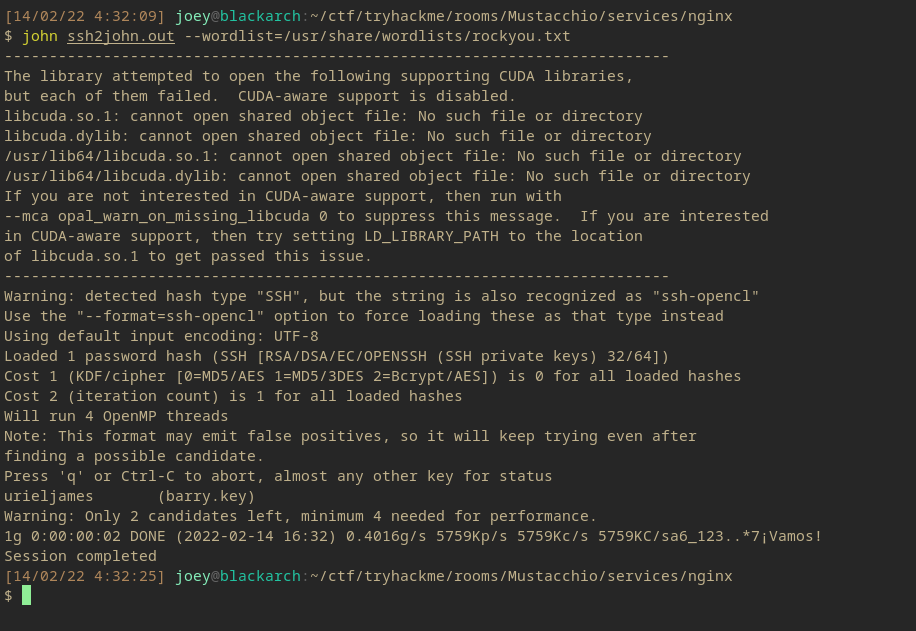 [14/02/22 4:32:09] joey@blackarch:~/ctf/tryhackme/rooms/Mustacchio/services/nginx
$ john ssh2john.out --wordlist=/usr/share/wordlists/rockyou.txt
--------------------------------------------------------------------------
The library attempted to open the following supporting CUDA libraries,
but each of them failed.  CUDA-aware support is disabled.
libcuda.so.1: cannot open shared object file: No such file or directory
libcuda.dylib: cannot open shared object file: No such file or directory
/usr/lib64/libcuda.so.1: cannot open shared object file: No such file or directory
/usr/lib64/libcuda.dylib: cannot open shared object file: No such file or directory
If you are not interested in CUDA-aware support, then run with
--mca opal_warn_on_missing_libcuda 0 to suppress this message.  If you are interested
in CUDA-aware support, then try setting LD_LIBRARY_PATH to the location
of libcuda.so.1 to get passed this issue.
--------------------------------------------------------------------------
Warning: detected hash type "SSH", but the string is also recognized as "ssh-opencl"
Use the "--format=ssh-opencl" option to force loading these as that type instead
Using default input encoding: UTF-8
Loaded 1 password hash (SSH [RSA/DSA/EC/OPENSSH (SSH private keys) 32/64])
Cost 1 (KDF/cipher [0=MD5/AES 1=MD5/3DES 2=Bcrypt/AES]) is 0 for all loaded hashes
Cost 2 (iteration count) is 1 for all loaded hashes
Will run 4 OpenMP threads
Note: This format may emit false positives, so it will keep trying even after
finding a possible candidate.
Press 'q' or Ctrl-C to abort, almost any other key for status
urieljames       (barry.key)
Warning: Only 2 candidates left, minimum 4 needed for performance.
1g 0:00:00:02 DONE (2022-02-14 16:32) 0.4016g/s 5759Kp/s 5759Kc/s 5759KC/sa6_123..*7¡Vamos!
Session completed
[14/02/22 4:32:25] joey@blackarch:~/ctf/tryhackme/rooms/Mustacchio/services/nginx
$